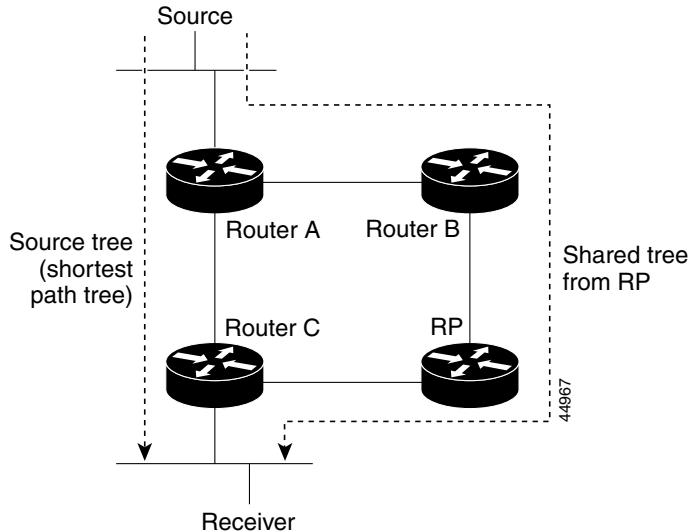 Source
Router A
Router B
Source tree
(shortest
path tree)
Shared tree
from RP
Router C
RP
44967
Receiver